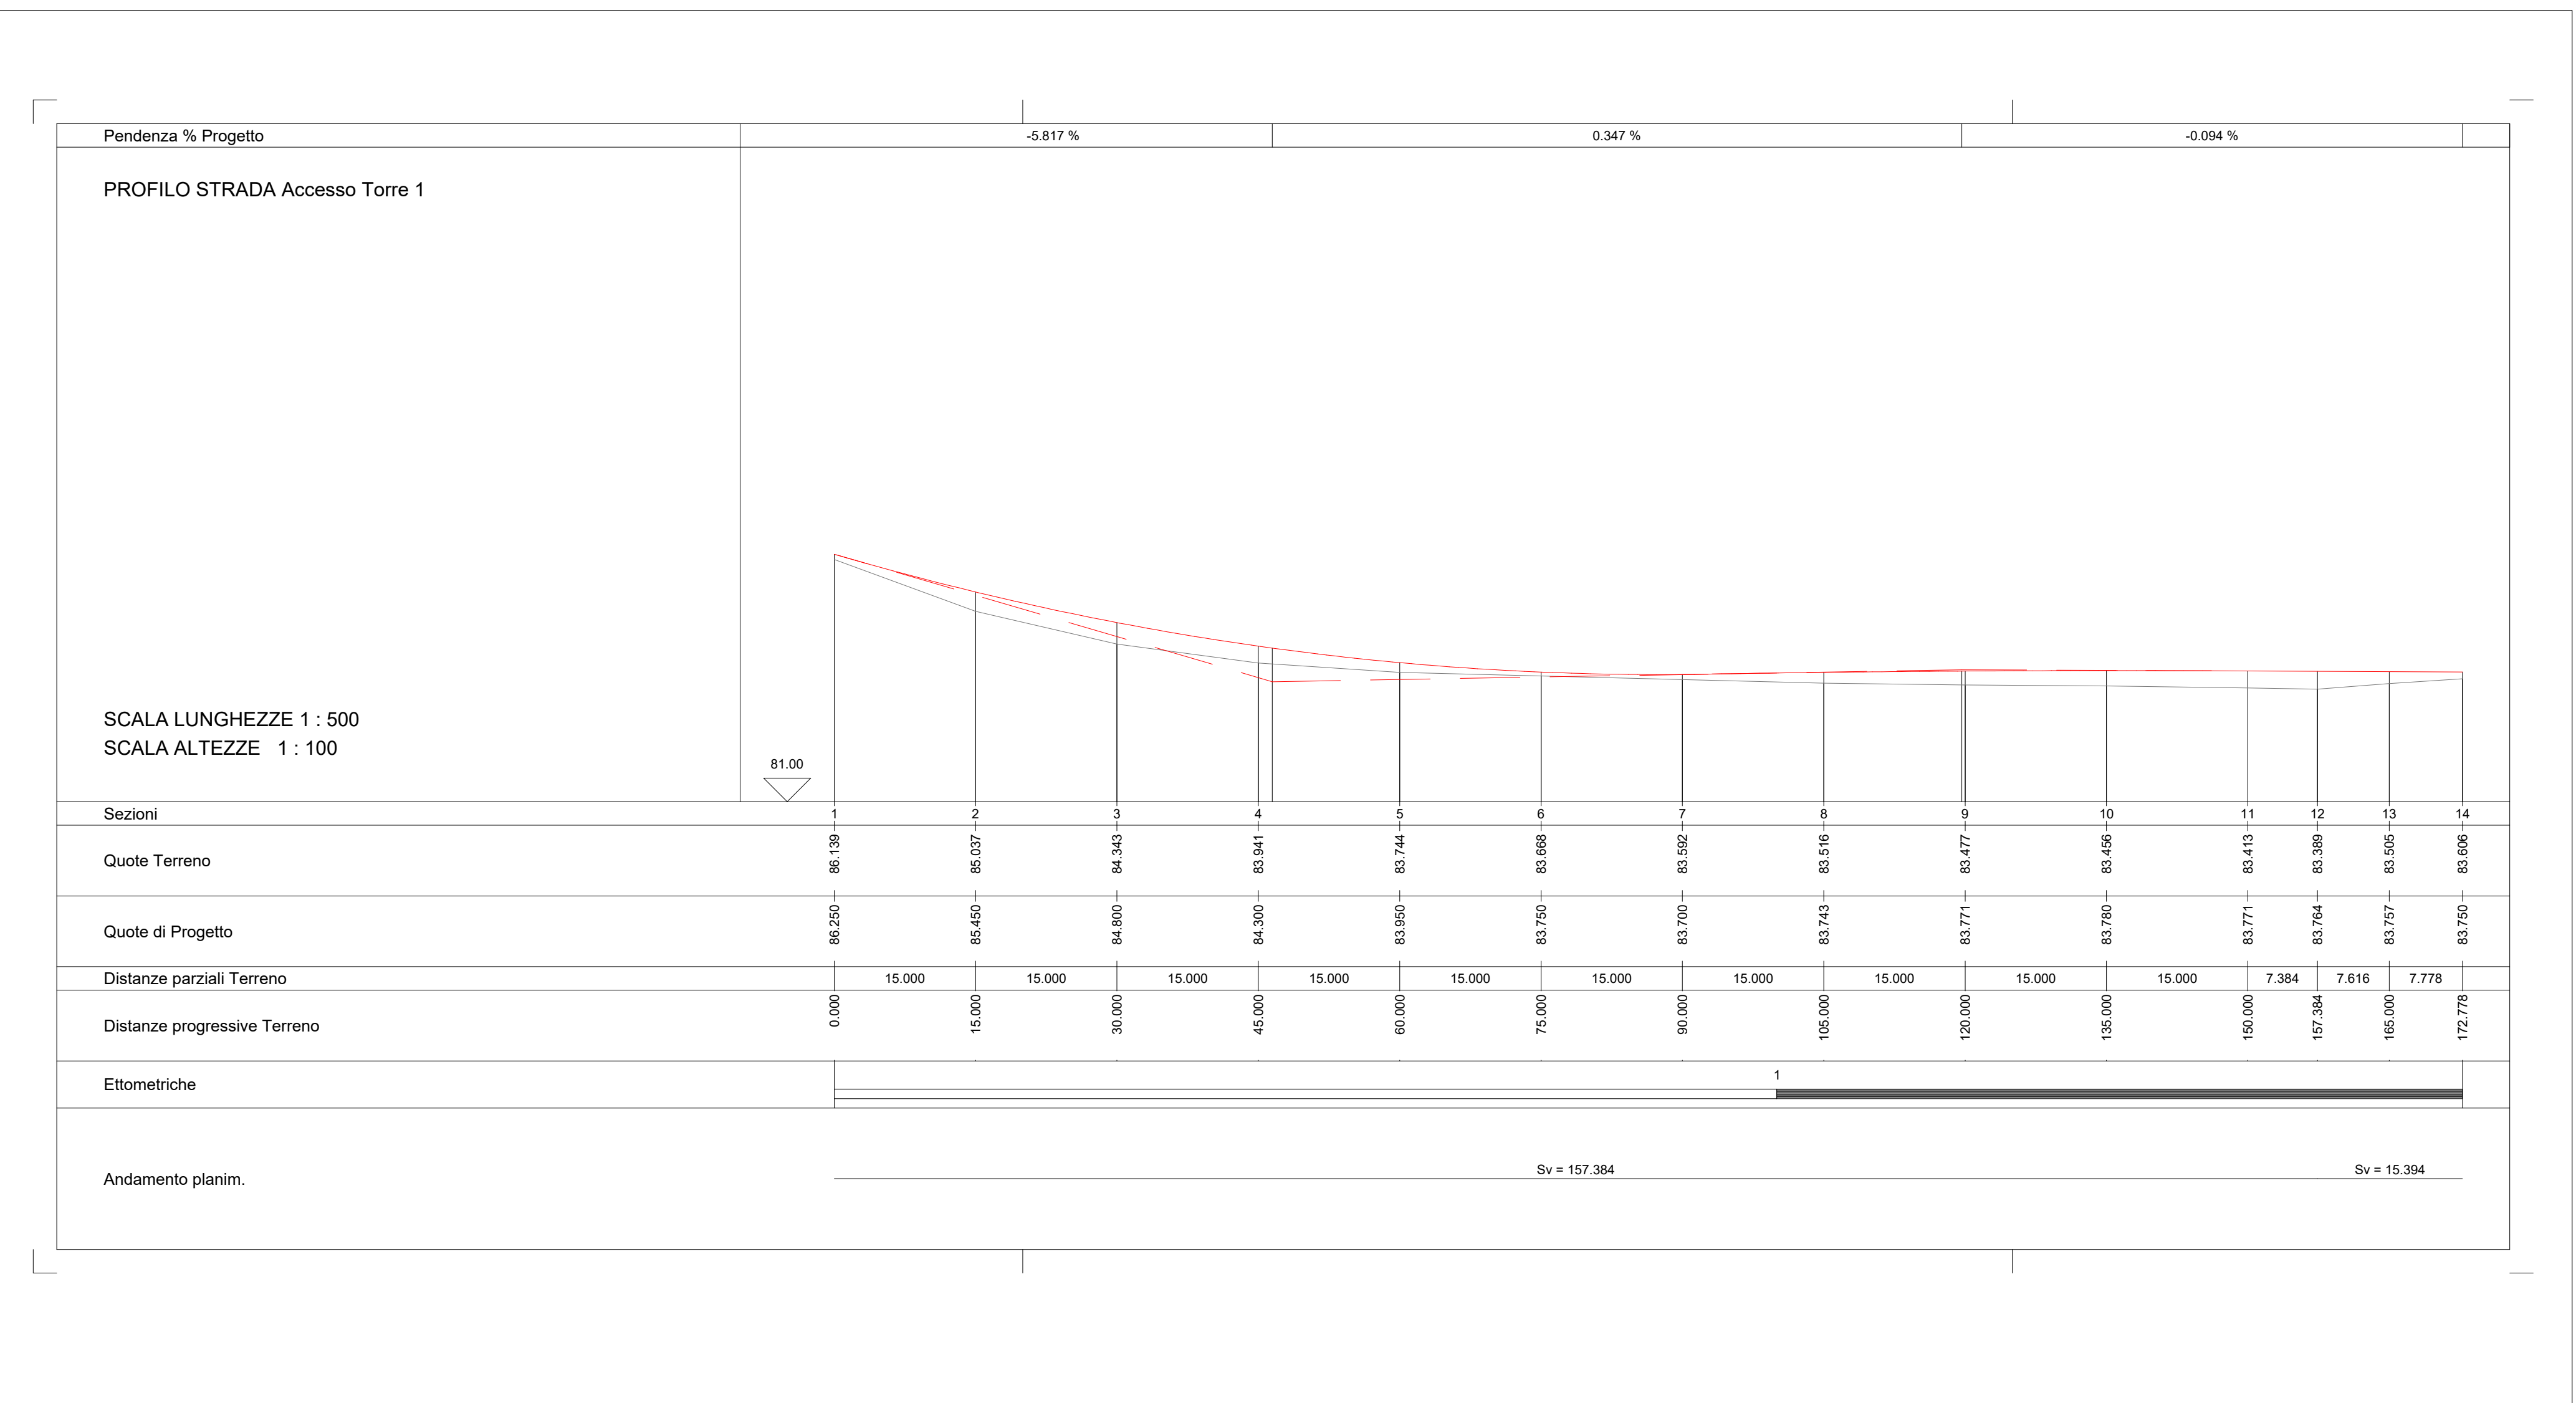 Pendenza % Progetto -5.817 % 0.347 % -0.094 %
PROFILO STRADA Accesso Torre 1
SCALA LUNGHEZZE 1 : 500
SCALA ALTEZZE 1 : 100
81.00
Sezioni 1 2 3 4 5 6 7 8 9 10 11 12 13 14
Quote Terreno 86.139 85.037 84.343 83.941 83.744 83.668 83.592 83.516 83.477 83.456 83.413 83.389 83.505 83.606
Quote di Progetto 86.250 85.450 84.800 84.300 83.950 83.750 83.700 83.743 83.771 83.780 83.771 83.764 83.757 83.750
Distanze parziali Terreno 15.000 15.000 15.000 15.000 15.000 15.000 15.000 15.000 15.000 15.000 7.384 7.616 7.778
Distanze progressive Terreno 0.000 15.000 30.000 45.000 60.000 75.000 90.000 105.000 120.000 135.000 150.000 157.384 165.000 172.778
Ettometriche 1
Andamento planim. Sv = 157.384 Sv = 15.394